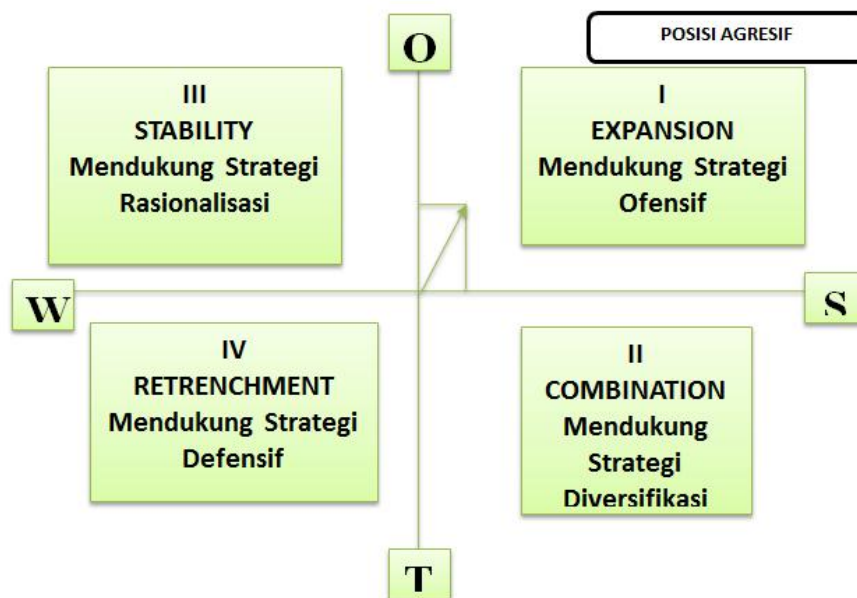 O
POSISI AGRESIF
III
STABILITY
Mendukung Strategi
Rasionalisasi
I
EXPANSION
Mendukung Strategi
Ofensif
W
S
IV
RETRENCHMENT
Mendukung Strategi
Defensif
II
COMBINATION
Mendukung
Strategi
Diversifikasi
T